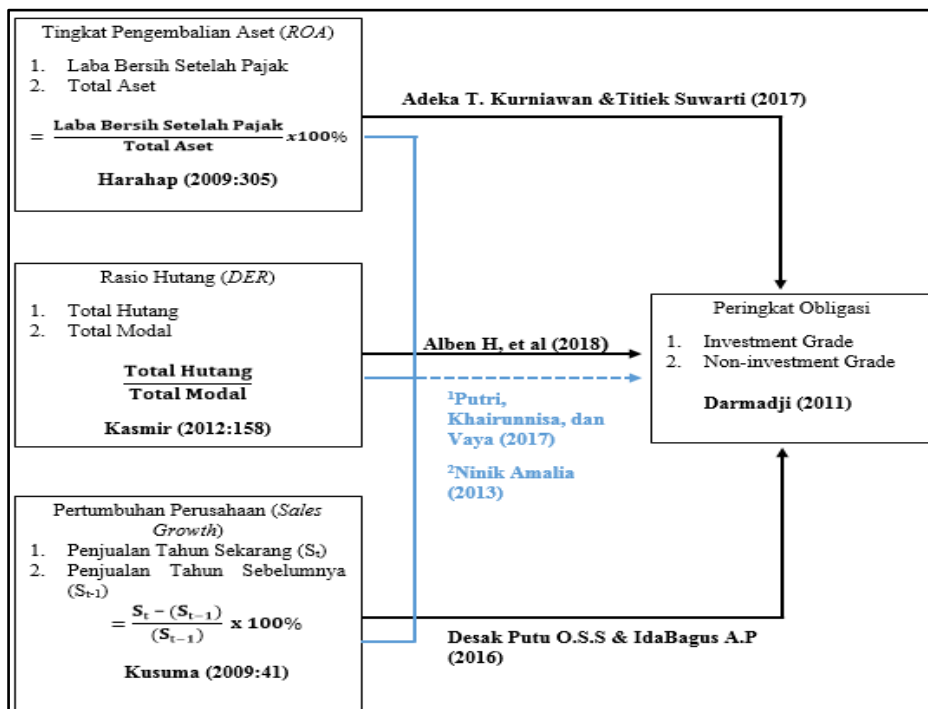 Tingkat Pengembalian Aset (ROA)
1. Laba Bersih Setelah Pajak
2. Total Aset
= Laba Bersih Setelah Pajak / Total Aset x100%
Harahap (2009:305)
Adeka T. Kurniawan &Titiek Suwarti (2017)
Rasio Hutang (DER)
1. Total Hutang
2. Total Modal
Total Hutang
Total Modal
Kasmir (2012:158)
Alben H, et al (2018)
¹Putri,
Khairunnisa, dan
Vaya (2017)
²Ninik Amalia
(2013)
Peringkat Obligasi
1. Investment Grade
2. Non-investment Grade
Darmadji (2011)
Pertumbuhan Perusahaan (Sales
Growth)
1. Penjualan Tahun Sekarang (Sₜ)
2. Penjualan Tahun Sebelumnya
(Sₜ₋₁)
= Sₜ − (Sₜ₋₁) / (Sₜ₋₁) x 100%
Kusuma (2009:41)
Desak Putu O.S.S & IdaBagus A.P
(2016)